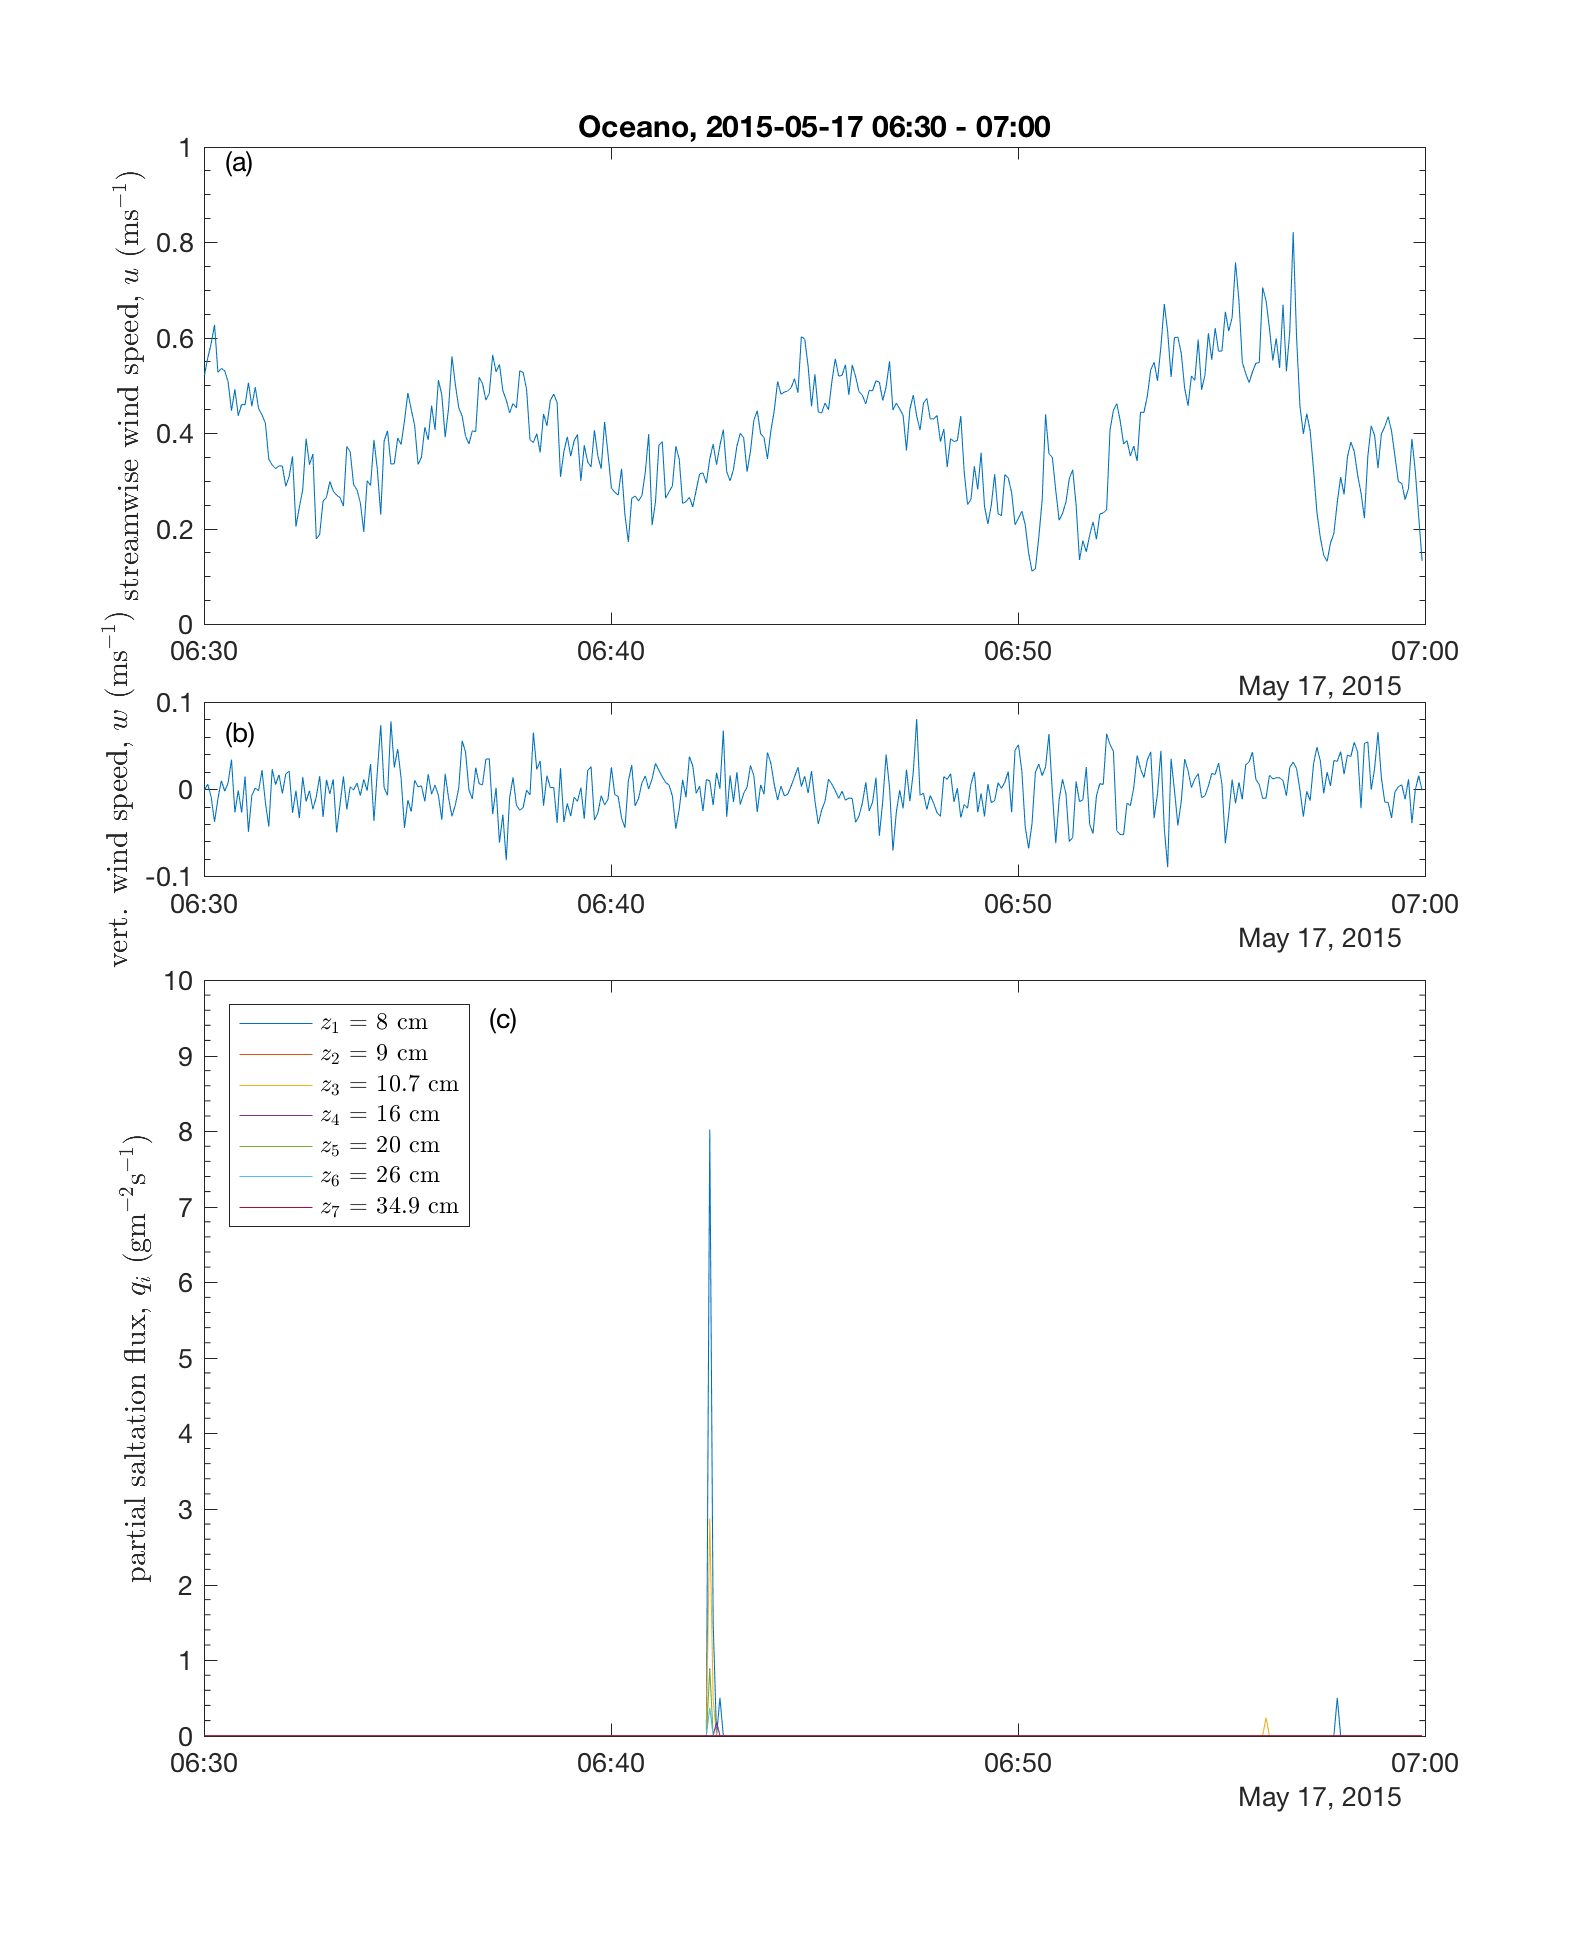 Oceano, 2015-05-17 06:30 - 07:00
(a)
streamwise wind speed, u (ms⁻¹)
1
0.8
0.6
0.4
0.2
0
06:30 06:40 06:50 07:00
May 17, 2015
(b)
vert. wind speed, w (ms⁻¹)
0.1
0
-0.1
06:30 06:40 06:50 07:00
May 17, 2015
(c)
partial saltation flux, qᵢ (gm⁻²s⁻¹)
10
9
8
7
6
5
4
3
2
1
0
z₁ = 8 cm
z₂ = 9 cm
z₃ = 10.7 cm
z₄ = 16 cm
z₅ = 20 cm
z₆ = 26 cm
z₇ = 34.9 cm
06:30 06:40 06:50 07:00
May 17, 2015